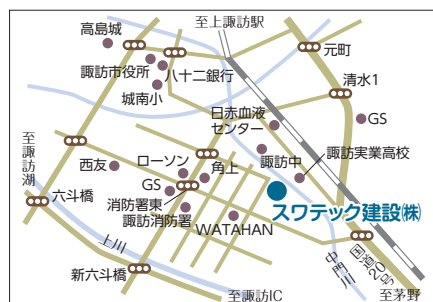 至上諏訪駅
高島城
元町
諏訪市役所
八十二銀行
清水1
城南小
日赤血液
センター
GS
至諏訪湖
西友
ローソン
角上
諏訪中
諏訪実業高校
GS
六斗橋
消防署東
諏訪消防署
スワテック建設㈱
WATAHAN
上川
中門川
国道20号
新六斗橋
至諏訪IC
至茅野